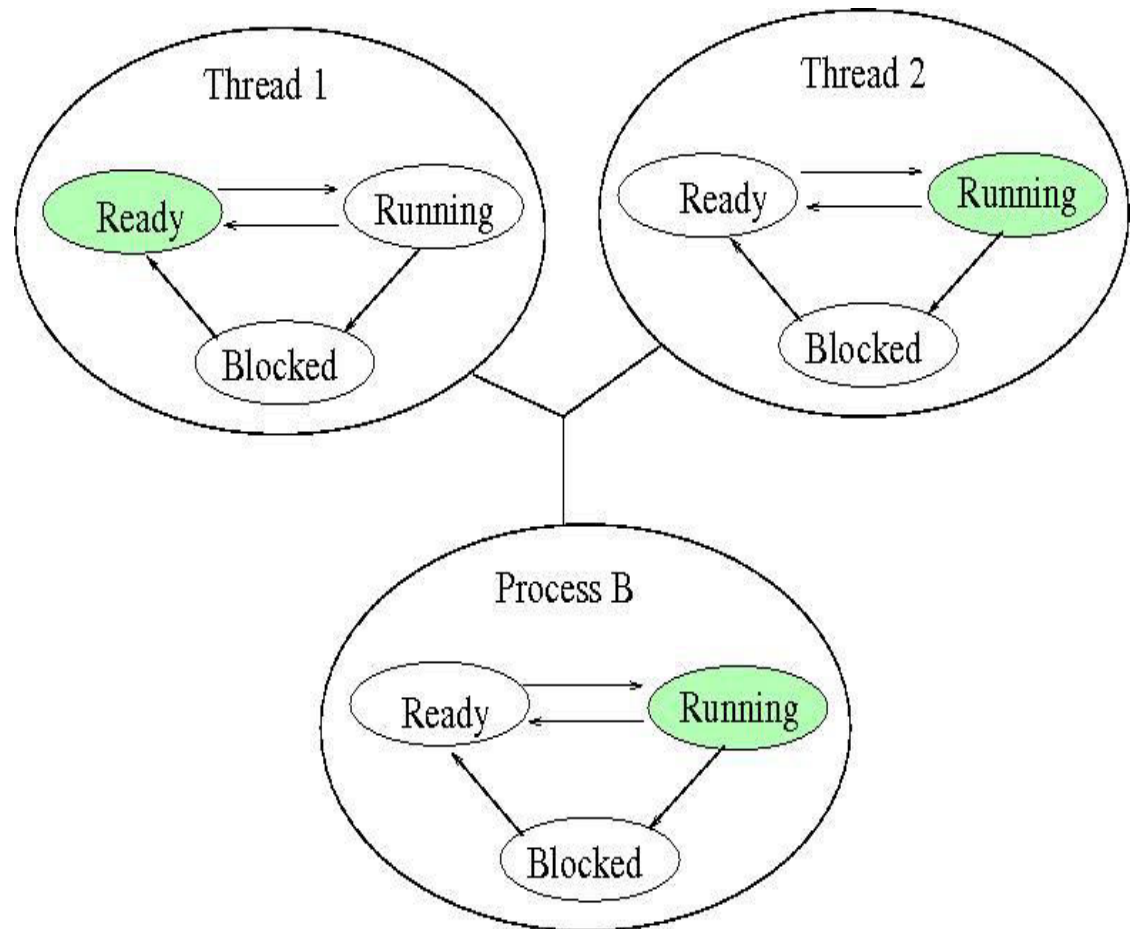 Thread 1
Ready
Running
Blocked
Thread 2
Ready
Running
Blocked
Process B
Ready
Running
Blocked